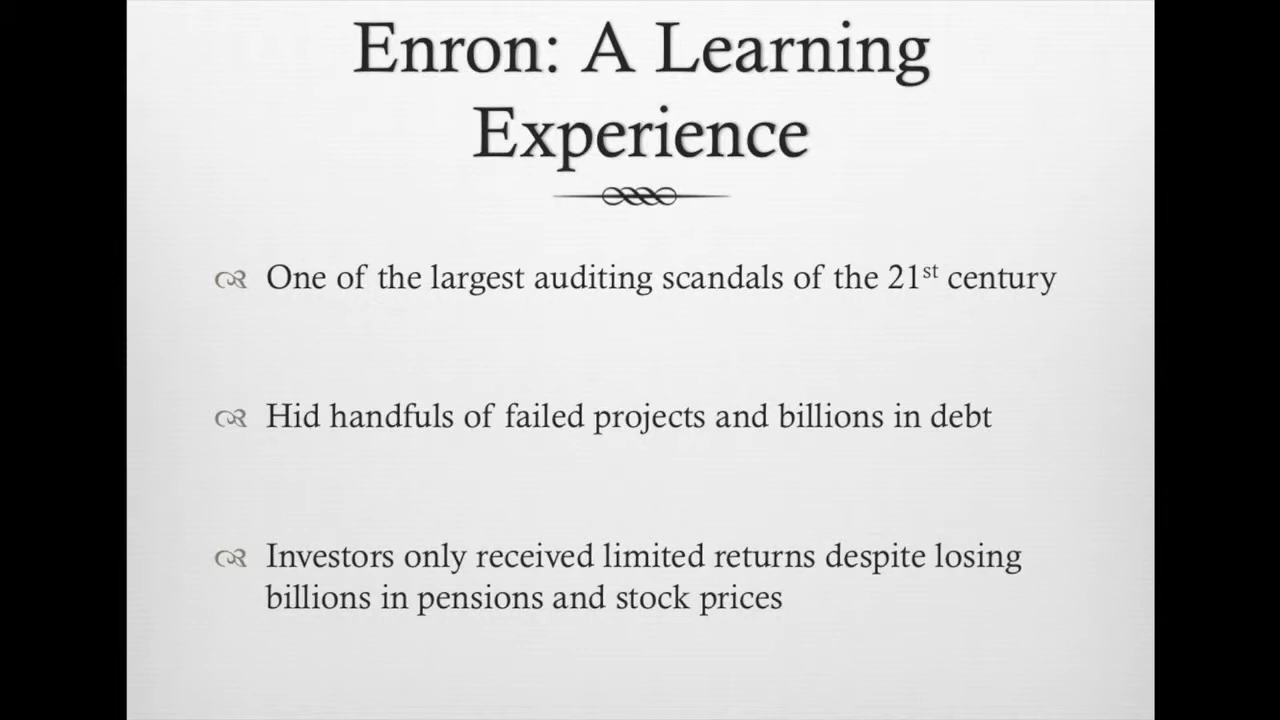 Enron: A Learning
Experience
One of the largest auditing scandals of the 21st century
Hid handfuls of failed projects and billions in debt
Investors only received limited returns despite losing
billions in pensions and stock prices